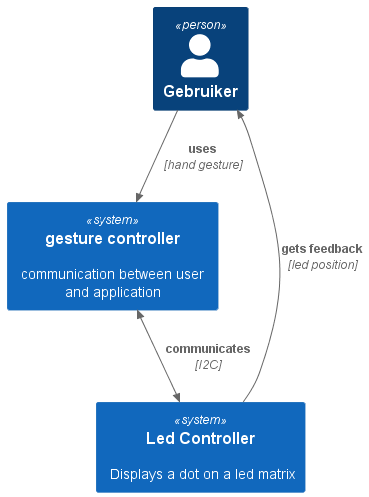 «person»
Gebruiker
uses
[hand gesture]
«system»
gesture controller
communication between user
and application
gets feedback
[led position]
communicates
[I2C]
«system»
Led Controller
Displays a dot on a led matrix